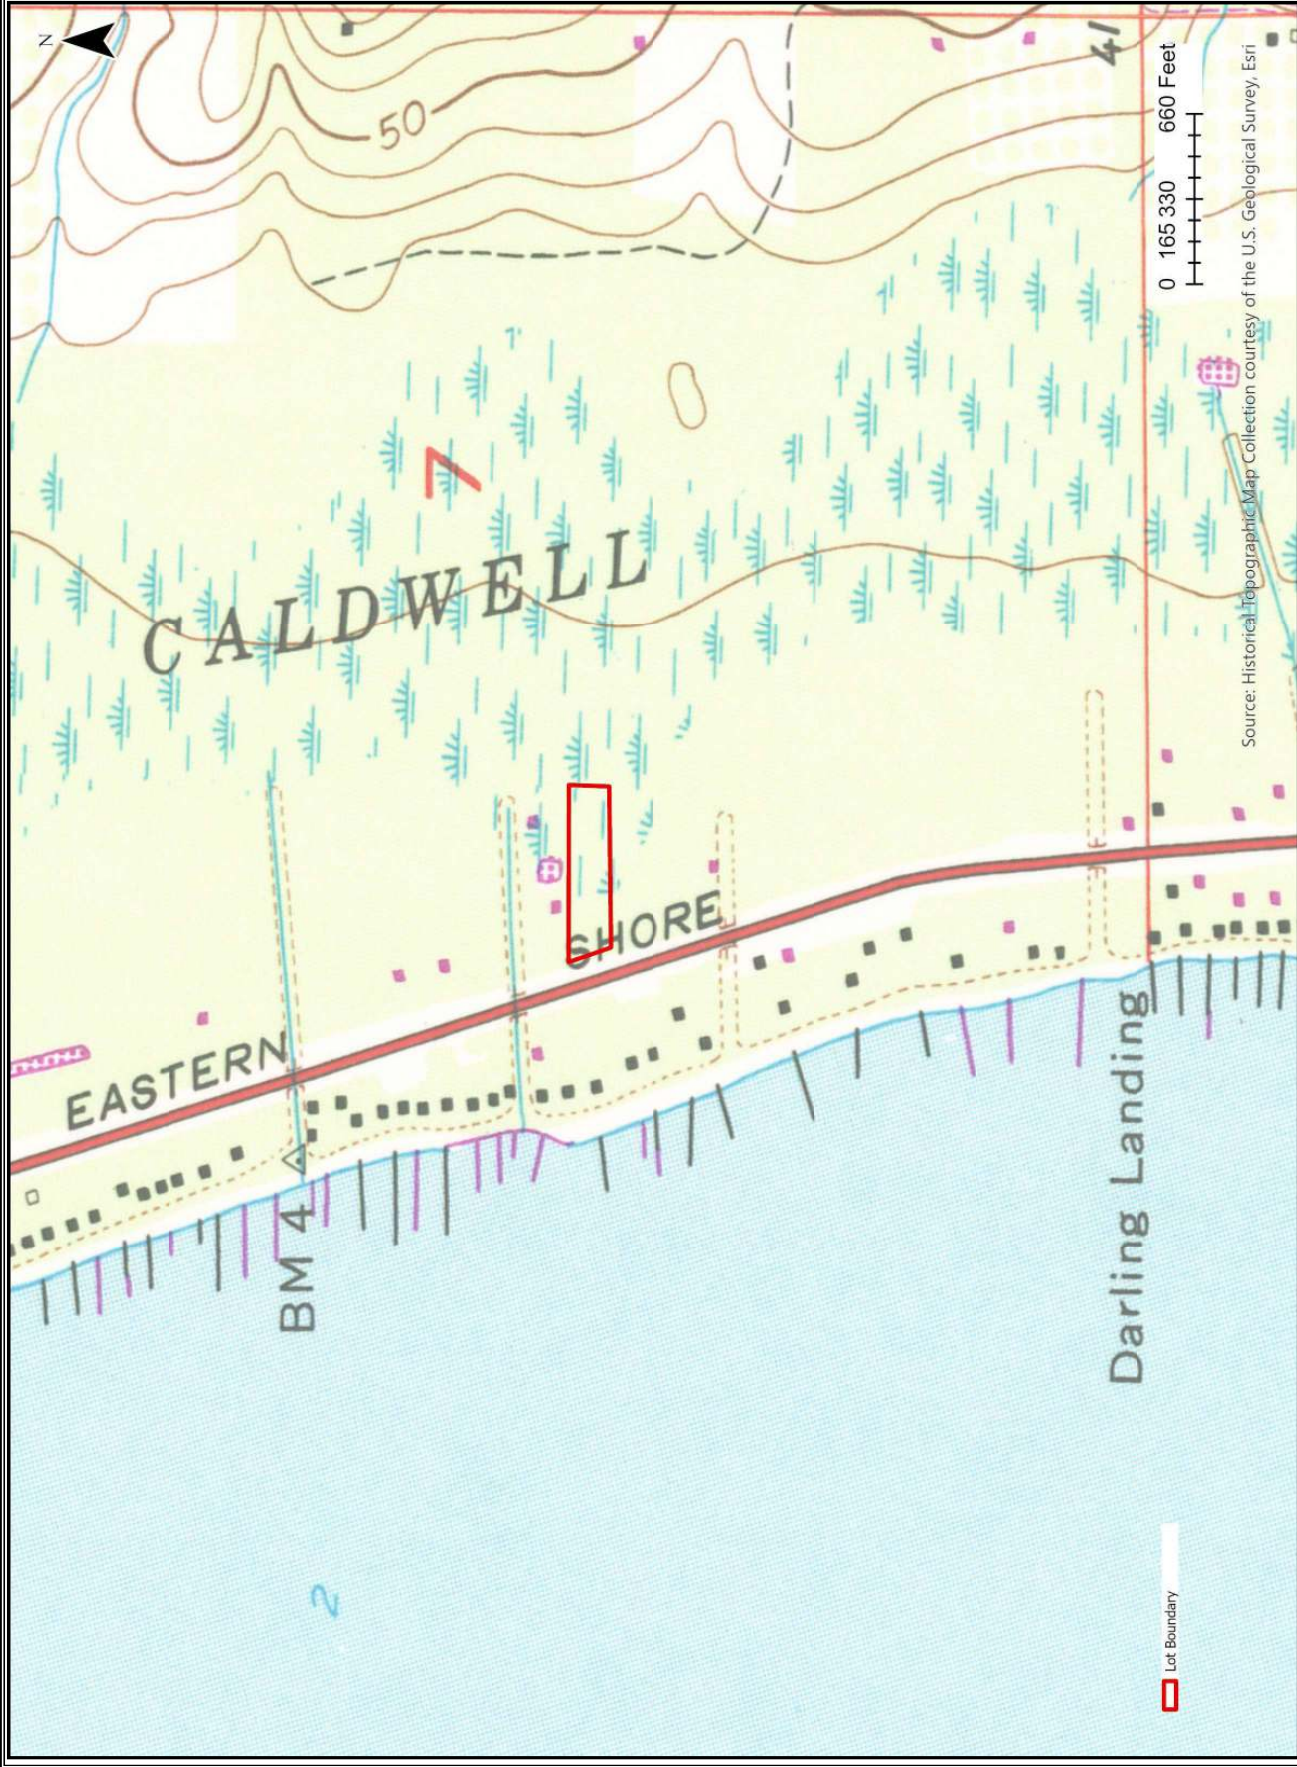 N
50
41
7
CALDWELL
EASTERN SHORE
BM 4
Darling Landing
2
0 165 330 660 Feet
Source: Historical Topographic Map Collection courtesy of the U.S. Geological Survey, Esri
Lot Boundary